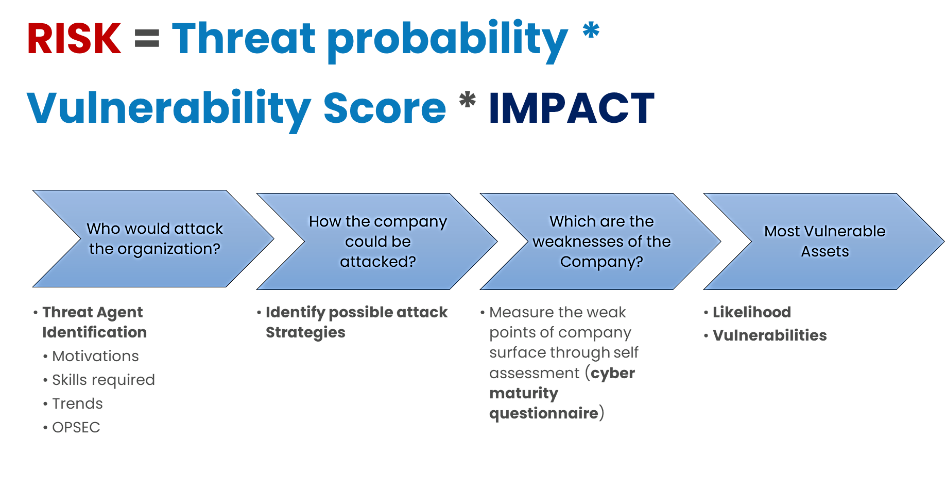 RISK = Threat probability *
Vulnerability Score * IMPACT
Who would attack
the organization?
• Threat Agent
Identification
• Motivations
• Skills required
• Trends
• OPSEC
How the company
could be
attacked?
• Identify possible attack
Strategies
Which are the
weaknesses of the
Company?
• Measure the weak
points of company
surface through self
assessment (cyber
maturity
questionnaire)
Most Vulnerable
Assets
• Likelihood
• Vulnerabilities